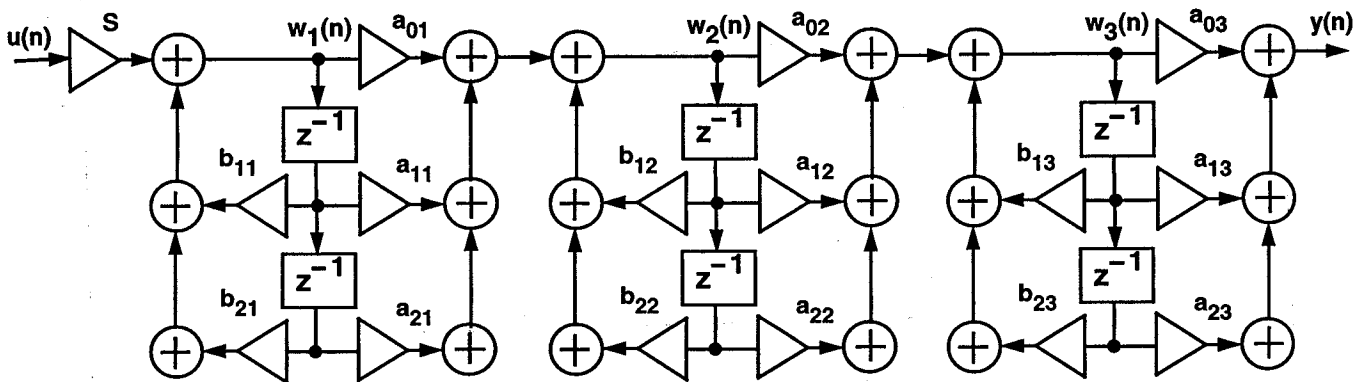 u(n) S w₁(n) a₀₁ w₂(n) a₀₂ w₃(n) a₀₃ y(n)
z⁻¹ z⁻¹ z⁻¹
b₁₁ a₁₁ b₁₂ a₁₂ b₁₃ a₁₃
z⁻¹ z⁻¹ z⁻¹
b₂₁ a₂₁ b₂₂ a₂₂ b₂₃ a₂₃